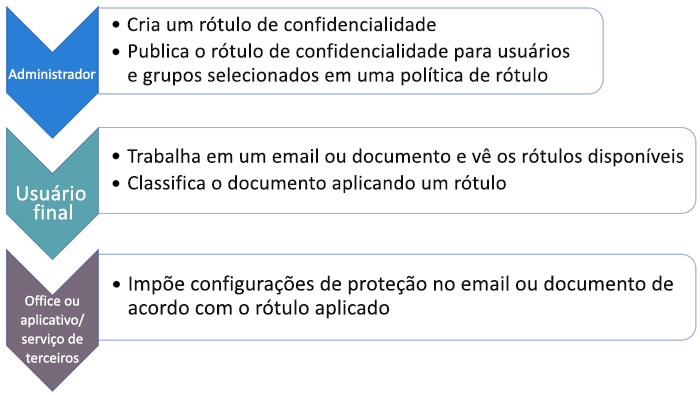 Administrador
• Cria um rótulo de confidencialidade
• Publica o rótulo de confidencialidade para usuários
e grupos selecionados em uma política de rótulo
Usuário
final
• Trabalha em um email ou documento e vê os rótulos disponíveis
• Classifica o documento aplicando um rótulo
Office ou
aplicativo/
serviço de
terceiros
• Impõe configurações de proteção no email ou documento de
acordo com o rótulo aplicado